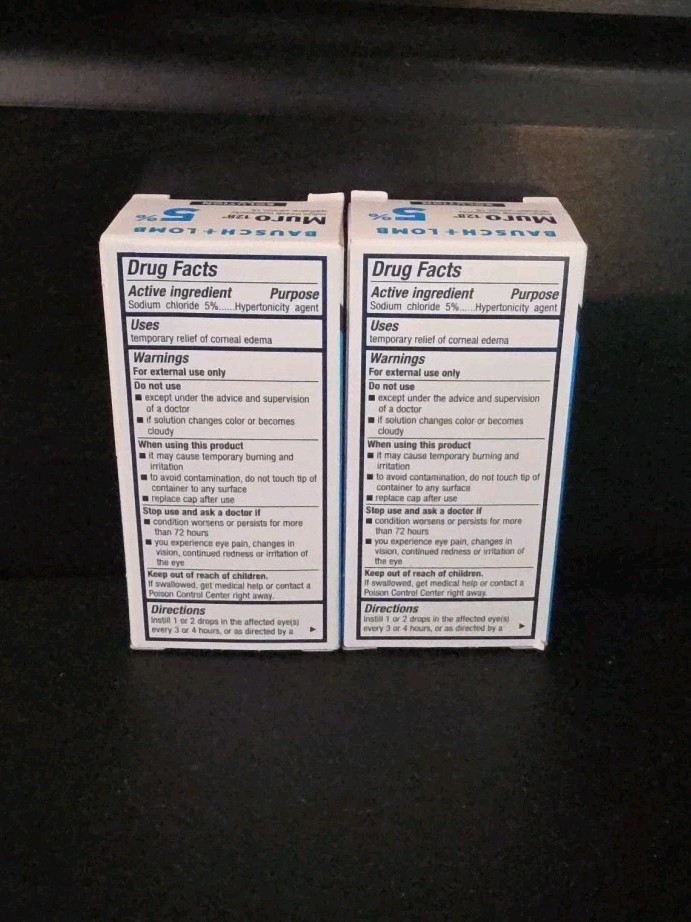 BAUSCH + LOMB
Muro 128®
5%
SOLUTION
Drug Facts
Active ingredient Purpose
Sodium chloride 5%......Hypertonicity agent
Uses
temporary relief of corneal edema
Warnings
For external use only
Do not use
■ except under the advice and supervision
of a doctor
■ if solution changes color or becomes
cloudy
When using this product
■ it may cause temporary burning and
irritation
■ to avoid contamination, do not touch tip of
container to any surface
■ replace cap after use
Stop use and ask a doctor if
■ condition worsens or persists for more
than 72 hours
■ you experience eye pain, changes in
vision, continued redness or irritation of
the eye
Keep out of reach of children.
If swallowed, get medical help or contact a
Poison Control Center right away.
Directions
Instill 1 or 2 drops in the affected eye(s)
every 3 or 4 hours, or as directed by a
BAUSCH + LOMB
Muro 128®
5%
SOLUTION
Drug Facts
Active ingredient Purpose
Sodium chloride 5%......Hypertonicity agent
Uses
temporary relief of corneal edema
Warnings
For external use only
Do not use
■ except under the advice and supervision
of a doctor
■ if solution changes color or becomes
cloudy
When using this product
■ it may cause temporary burning and
irritation
■ to avoid contamination, do not touch tip of
container to any surface
■ replace cap after use
Stop use and ask a doctor if
■ condition worsens or persists for more
than 72 hours
■ you experience eye pain, changes in
vision, continued redness or irritation of
the eye
Keep out of reach of children.
If swallowed, get medical help or contact a
Poison Control Center right away.
Directions
Instill 1 or 2 drops in the affected eye(s)
every 3 or 4 hours, or as directed by a